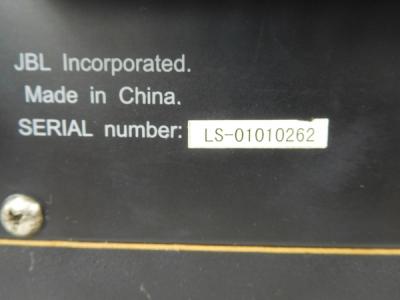 JBL Incorporated.
Made in China.
SERIAL number: LS-01010262